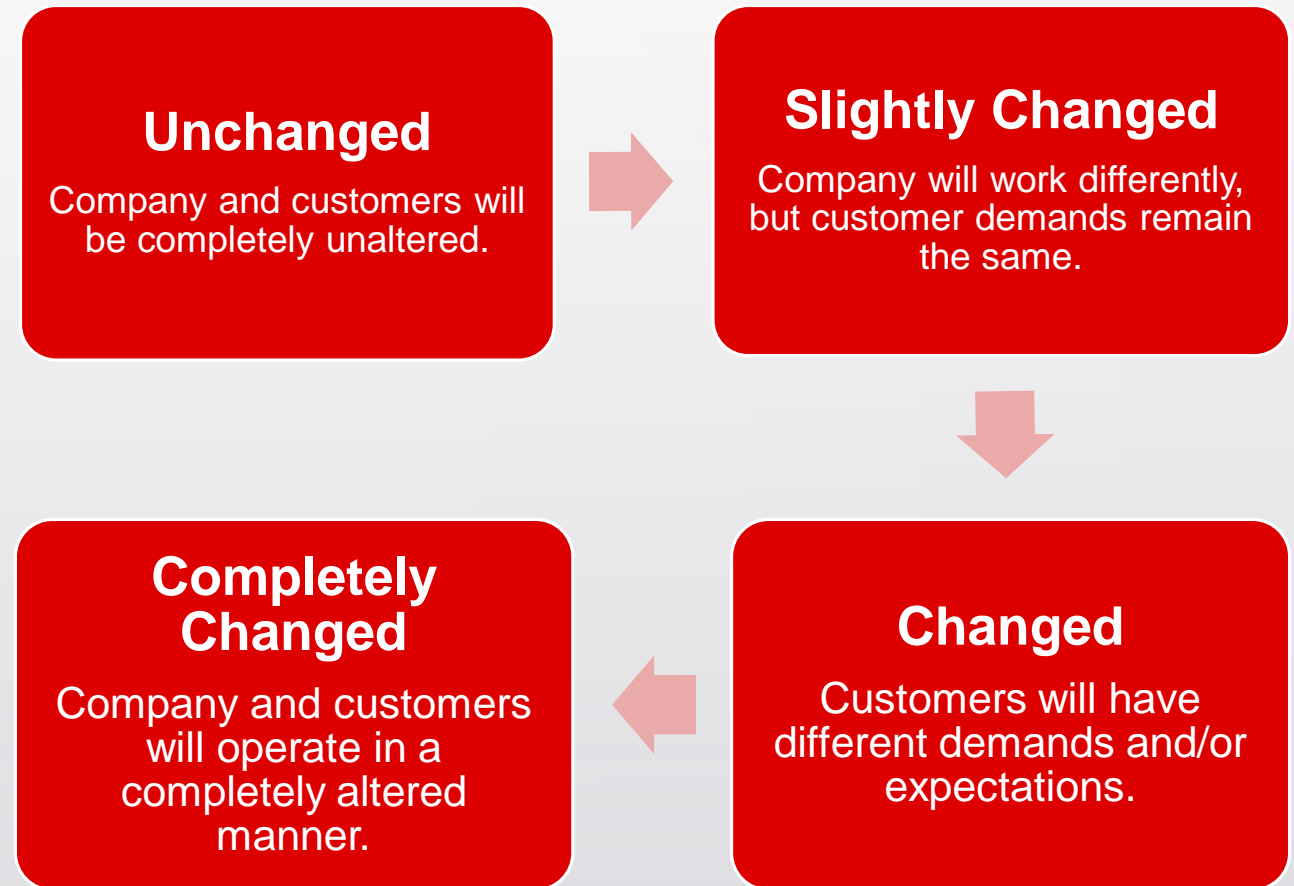 Unchanged
Company and customers will
be completely unaltered.
Slightly Changed
Company will work differently,
but customer demands remain
the same.
Changed
Customers will have
different demands and/or
expectations.
Completely
Changed
Company and customers
will operate in a
completely altered
manner.